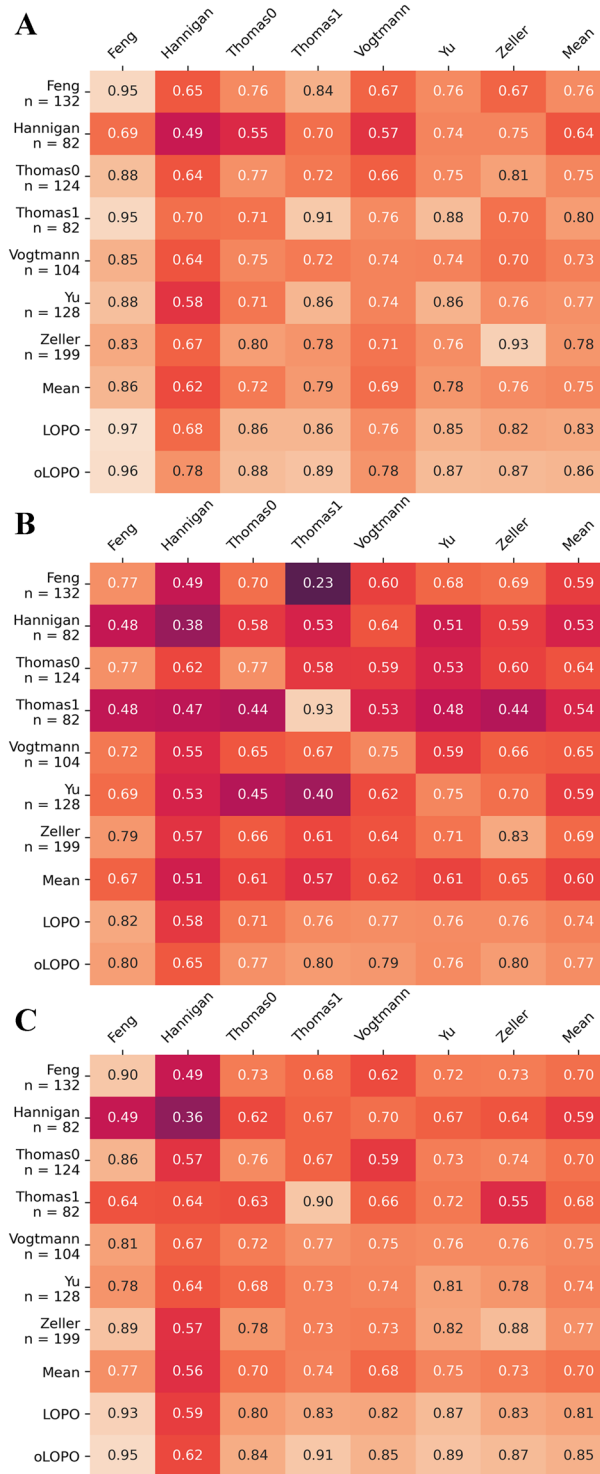 A
Feng Hannigan Thomas0 Thomas1 Vogtmann Yu Zeller Mean
Feng
n = 132 0.95 0.65 0.76 0.84 0.67 0.76 0.67 0.76
Hannigan
n = 82 0.69 0.49 0.55 0.70 0.57 0.74 0.75 0.64
Thomas0
n = 124 0.88 0.64 0.77 0.72 0.66 0.75 0.81 0.75
Thomas1
n = 82 0.95 0.70 0.71 0.91 0.76 0.88 0.70 0.80
Vogtmann
n = 104 0.85 0.64 0.75 0.72 0.74 0.74 0.70 0.73
Yu
n = 128 0.88 0.58 0.71 0.86 0.74 0.86 0.76 0.77
Zeller
n = 199 0.83 0.67 0.80 0.78 0.71 0.76 0.93 0.78
Mean 0.86 0.62 0.72 0.79 0.69 0.78 0.76 0.75
LOPO 0.97 0.68 0.86 0.86 0.76 0.85 0.82 0.83
oLOPO 0.96 0.78 0.88 0.89 0.78 0.87 0.87 0.86
B
Feng Hannigan Thomas0 Thomas1 Vogtmann Yu Zeller Mean
Feng
n = 132 0.77 0.49 0.70 0.23 0.60 0.68 0.69 0.59
Hannigan
n = 82 0.48 0.38 0.58 0.53 0.64 0.51 0.59 0.53
Thomas0
n = 124 0.77 0.62 0.77 0.58 0.59 0.53 0.60 0.64
Thomas1
n = 82 0.48 0.47 0.44 0.93 0.53 0.48 0.44 0.54
Vogtmann
n = 104 0.72 0.55 0.65 0.67 0.75 0.59 0.66 0.65
Yu
n = 128 0.69 0.53 0.45 0.40 0.62 0.75 0.70 0.59
Zeller
n = 199 0.79 0.57 0.66 0.61 0.64 0.71 0.83 0.69
Mean 0.67 0.51 0.61 0.57 0.62 0.61 0.65 0.60
LOPO 0.82 0.58 0.71 0.76 0.77 0.76 0.76 0.74
oLOPO 0.80 0.65 0.77 0.80 0.79 0.76 0.80 0.77
C
Feng Hannigan Thomas0 Thomas1 Vogtmann Yu Zeller Mean
Feng
n = 132 0.90 0.49 0.73 0.68 0.62 0.72 0.73 0.70
Hannigan
n = 82 0.49 0.36 0.62 0.67 0.70 0.67 0.64 0.59
Thomas0
n = 124 0.86 0.57 0.76 0.67 0.59 0.73 0.74 0.70
Thomas1
n = 82 0.64 0.64 0.63 0.90 0.66 0.72 0.55 0.68
Vogtmann
n = 104 0.81 0.67 0.72 0.77 0.75 0.76 0.76 0.75
Yu
n = 128 0.78 0.64 0.68 0.73 0.74 0.81 0.78 0.74
Zeller
n = 199 0.89 0.57 0.78 0.73 0.73 0.82 0.88 0.77
Mean 0.77 0.56 0.70 0.74 0.68 0.75 0.73 0.70
LOPO 0.93 0.59 0.80 0.83 0.82 0.87 0.83 0.81
oLOPO 0.95 0.62 0.84 0.91 0.85 0.89 0.87 0.85